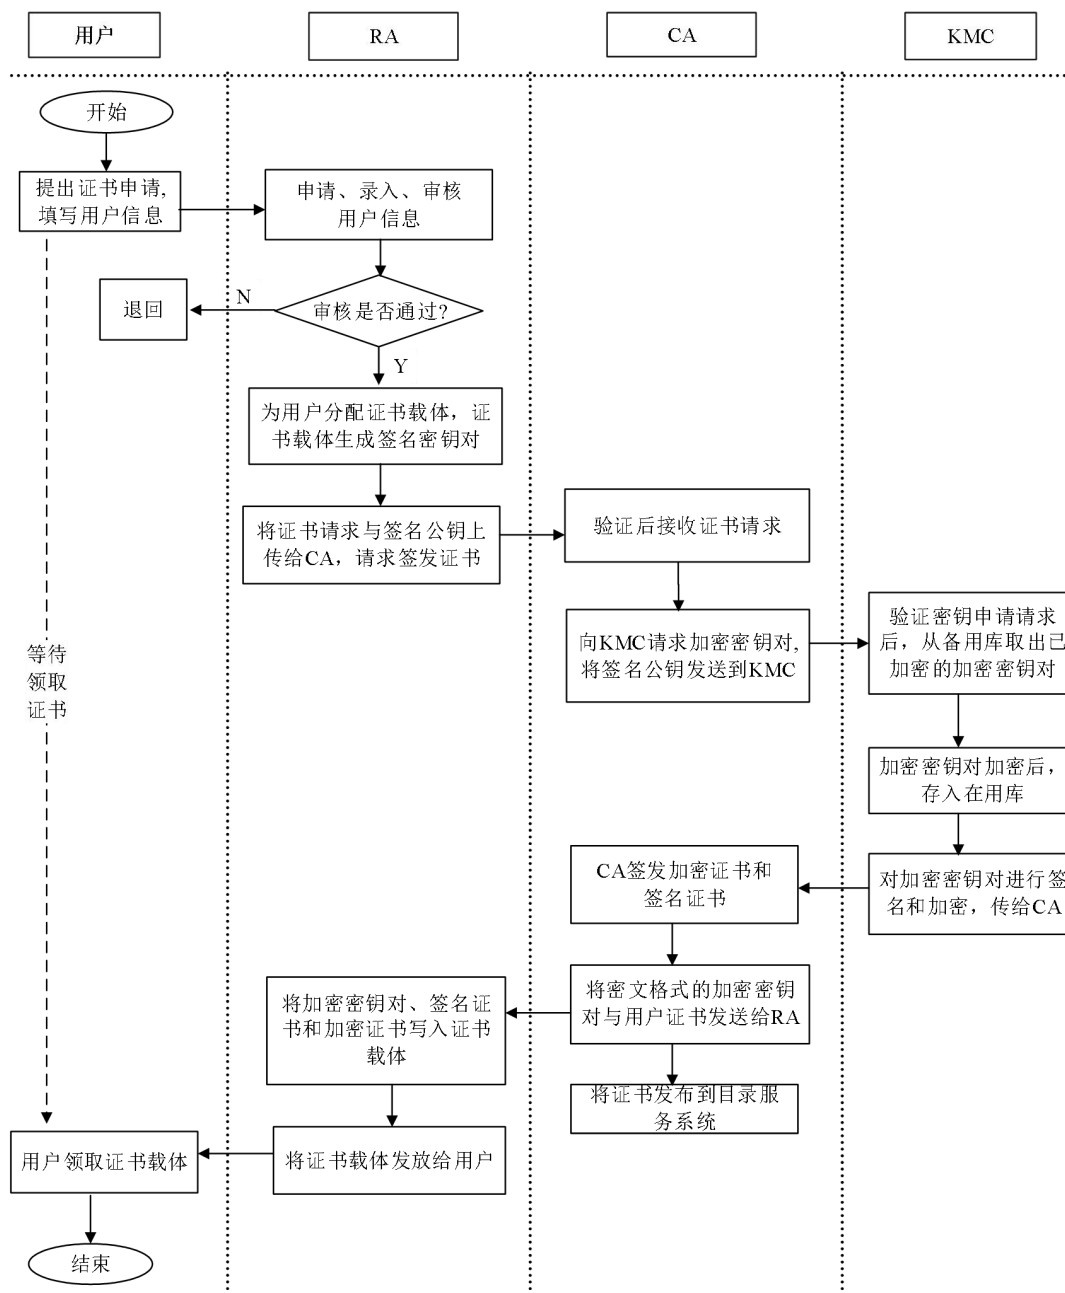 用户
RA
CA
KMC
开始
提出证书申请,
填写用户信息
申请、录入、审核
用户信息
审核是否通过?
N
退回
Y
为用户分配证书载体，证
书载体生成签名密钥对
将证书请求与签名公钥上
传给CA，请求签发证书
验证后接收证书请求
向KMC请求加密密钥对,
将签名公钥发送到KMC
验证密钥申请请求
后，从备用库取出已
加密的加密密钥对
等待
领取
证书
加密密钥对加密后，
存入在用库
对加密密钥对进行签
名和加密，传给CA
CA签发加密证书和
签名证书
将密文格式的加密密钥
对与用户证书发送给RA
将加密密钥对、签名证
书和加密证书写入证书
载体
将证书发布到目录服
务系统
将证书载体发放给用户
用户领取证书载体
结束